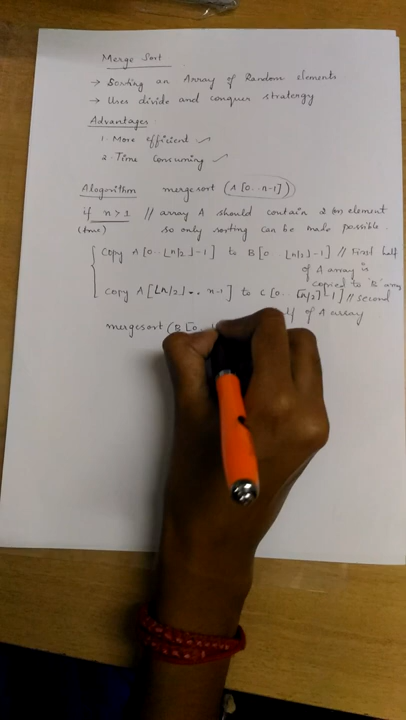 Merge Sort
→ Sorting an Array of Random elements
→ Uses divide and conquer stratergy
Advantages:
1. More efficient ✓
2. Time Consuming ✓
Alogorithm mergesort (A[0..n-1])
if n>1 // array A should contain 2 element
(true) so only sorting can be made possible.
Copy A[0..⌊n/2⌋-1] to B[0..⌊n/2⌋-1] // First half
of A array is
copied to 'B' array
Copy A[⌊n/2⌋..n-1] to C[0..⌈n/2⌉-1] // second
of A array
mergesort (B[0..